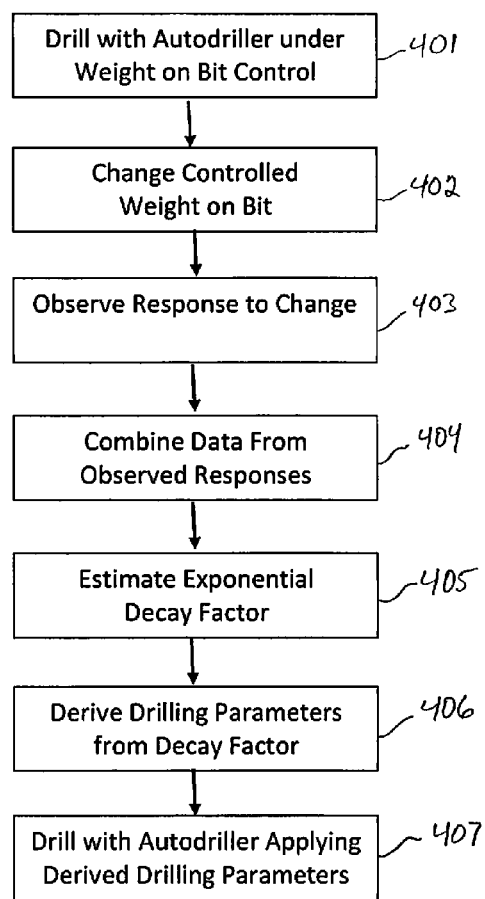 Drill with Autodriller under
Weight on Bit Control
401
Change Controlled
Weight on Bit
402
Observe Response to Change
403
Combine Data From
Observed Responses
404
Estimate Exponential
Decay Factor
405
Derive Drilling Parameters
from Decay Factor
406
Drill with Autodriller Applying
Derived Drilling Parameters
407